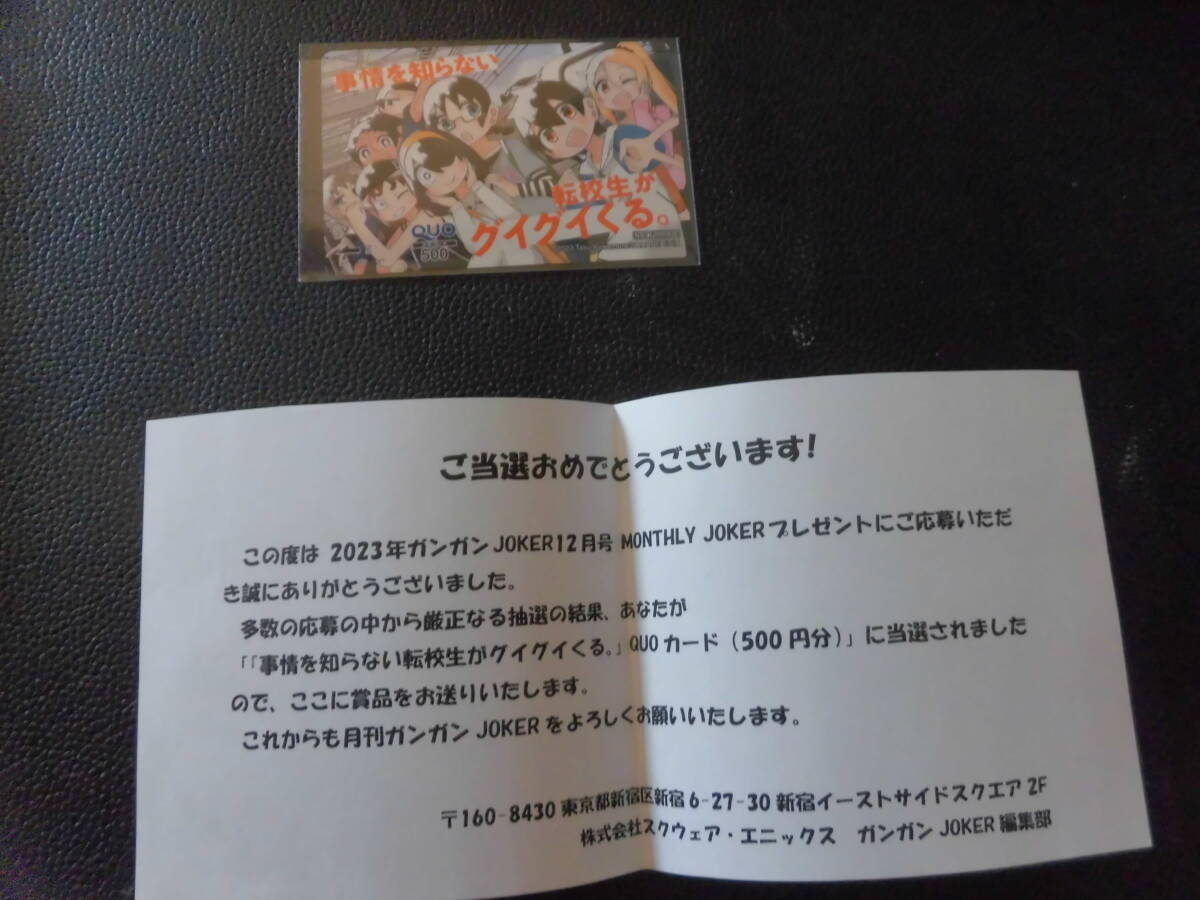 事情を知らない
転校生が
グイグイくる。
QUO
500
ご当選おめでとうございます!
この度は 2023年ガンガンJOKER12月号 MONTHLY JOKERプレゼントにご応募いただ
き誠にありがとうございました。
多数の応募の中から厳正なる抽選の結果、あなたが
「「事情を知らない転校生がグイグイくる。」QUOカード（500円分）」に当選されました
ので、ここに賞品をお送りいたします。
これからも月刊ガンガンJOKERをよろしくお願いいたします。
〒160-8430 東京都新宿区新宿6-27-30 新宿イーストサイドスクエア2F
株式会社スクウェア・エニックス ガンガンJOKER編集部